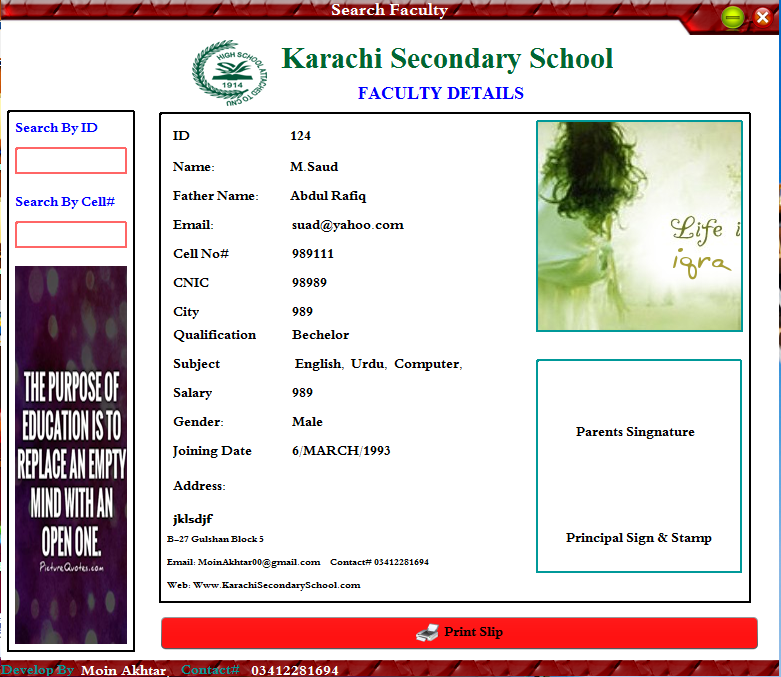 Search Faculty
HIGH SCHOOL ATTACHED TO CNU
1914
Karachi Secondary School
FACULTY DETAILS
Search By ID
Search By Cell#
THE PURPOSE OF
EDUCATION IS TO
REPLACE AN EMPTY
MIND WITH AN
OPEN ONE.
PictureQuotes.com
ID 124
Name: M.Saud
Father Name: Abdul Rafiq
Email: suad@yahoo.com
Cell No# 989111
CNIC 98989
City 989
Qualification Bechelor
Subject English, Urdu, Computer,
Salary 989
Gender: Male
Joining Date 6/MARCH/1993
Address:
jklsdjf
B-27 Gulshan Block 5
Email: MoinAkhtar00@gmail.com Contact# 03412281694
Web: Www.KarachiSecondarySchool.com
Life i
iqra
Parents Singnature
Principal Sign & Stamp
Print Slip
Develop By Moin Akhtar Contact# 03412281694